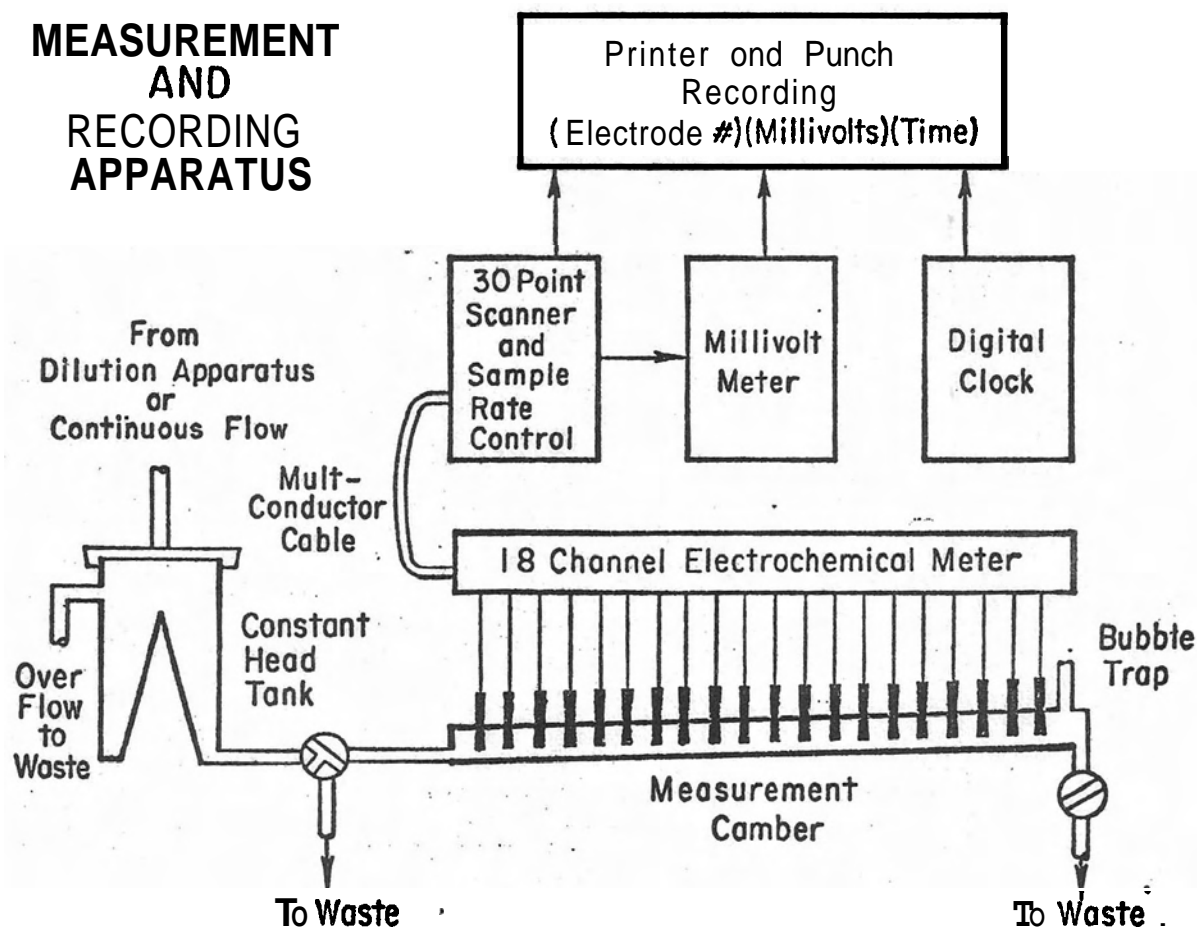 MEASUREMENT
AND
RECORDING
APPARATUS
Printer ond Punch
Recording
(Electrode #)(Millivolts)(Time)
30 Point
Scanner
and
Sample
Rate
Control
Millivolt
Meter
Digital
Clock
From
Dilution Apparatus
or
Continuous Flow
Mult-
Conductor
Cable
18 Channel Electrochemical Meter
Constant
Head
Tank
Over
Flow
to
Waste
Bubble
Trap
Measurement
Camber
To Waste
To Waste